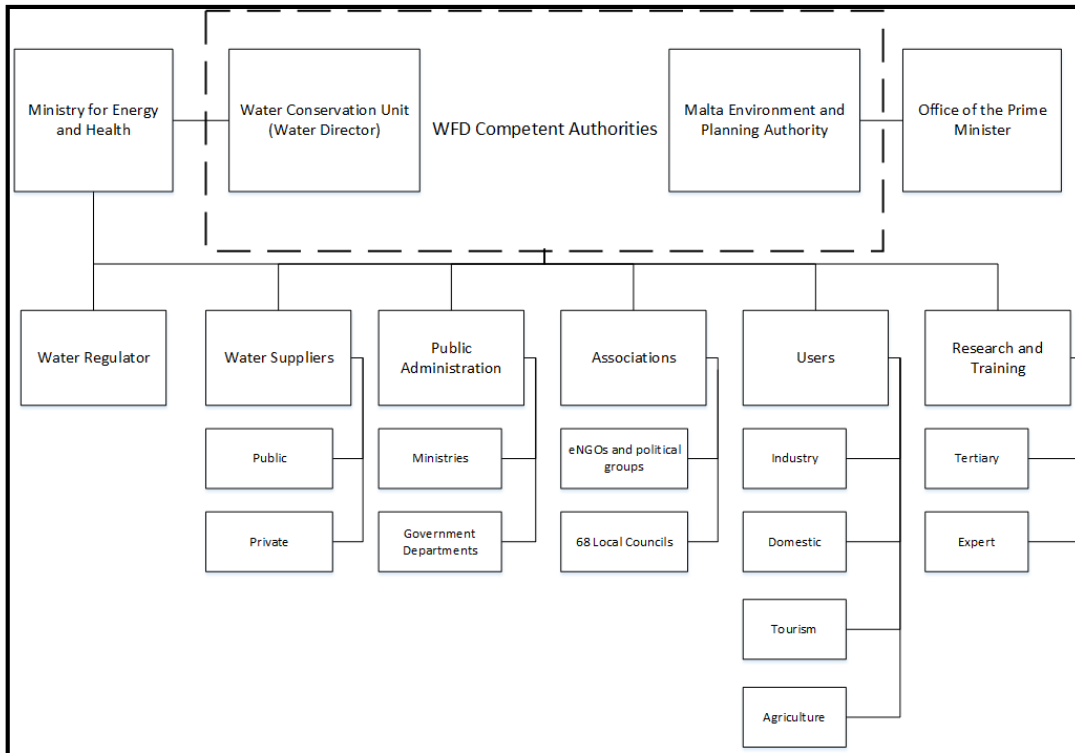 Ministry for Energy
and Health
Water Conservation Unit
(Water Director)
WFD Competent Authorities
Malta Environment and
Planning Authority
Office of the Prime
Minister
Water Regulator
Water Suppliers
Public
Administration
Associations
Users
Research and
Training
Public
Ministries
eNGOs and political
groups
Industry
Tertiary
Private
Government
Departments
68 Local Councils
Domestic
Expert
Tourism
Agriculture